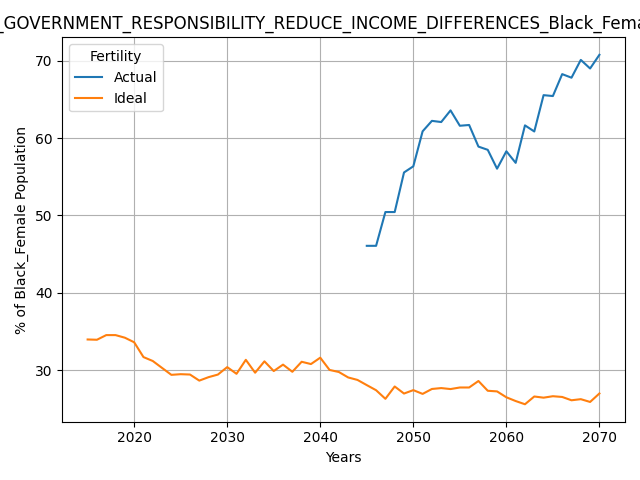 _GOVERNMENT_RESPONSIBILITY_REDUCE_INCOME_DIFFERENCES_Black_Fema
Fertility
Actual
Ideal
% of Black_Female Population
70
60
50
40
30
2020 2030 2040 2050 2060 2070
Years